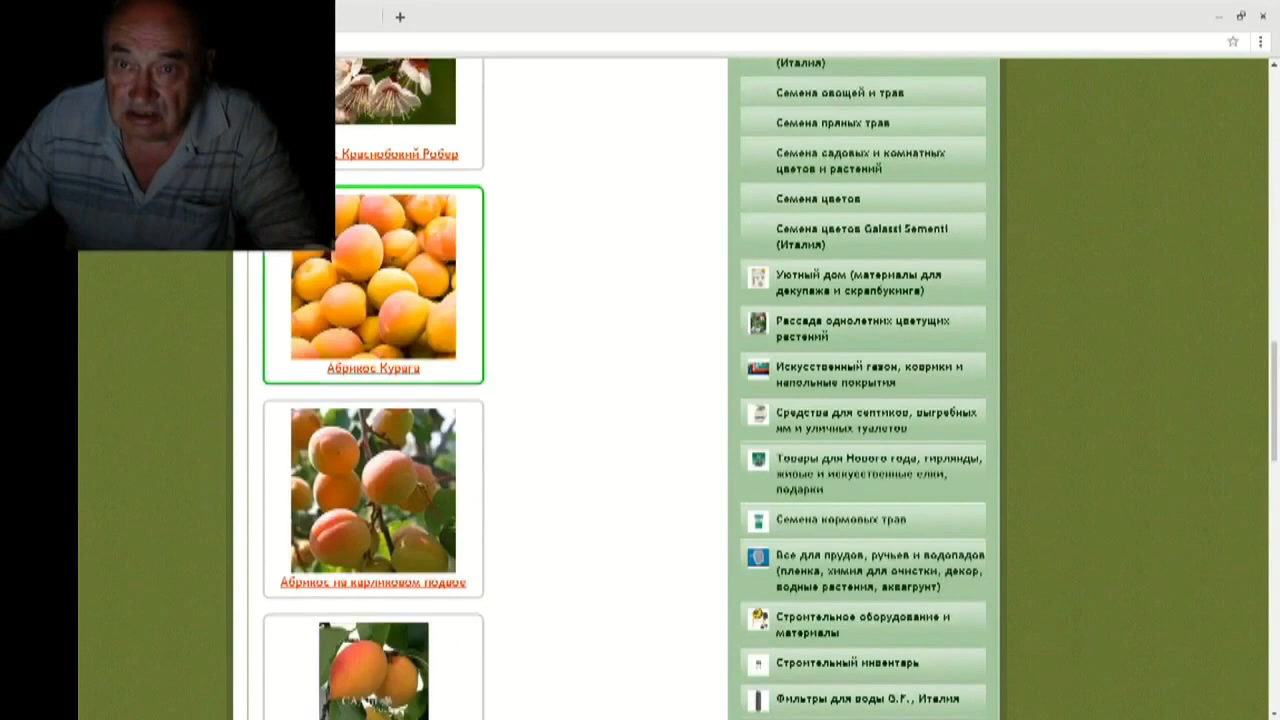 Краснобокий Робер
Абрикос Курага
Абрикос на карликовом подвое
(Италия)
Семена овощей и трав
Семена пряных трав
Семена садовых и комнатных
цветов и растений
Семена цветов
Семена цветов Galassi Sementi
(Италия)
Уютный дом (материалы для
декупажа и скрапбукинга)
Рассада однолетних цветущих
растений
Искусственный газон, коврики и
напольные покрытия
Средства для септиков, выгребных
ям и уличных туалетов
Товары для Нового года, гирлянды,
живые и искусственные елки,
подарки
Семена кормовых трав
Все для прудов, ручьев и водопадов
(пленка, химия для очистки, декор,
водные растения, аквагрунт)
Строительное оборудование и
материалы
Строительный инвентарь
Фильтры для воды G.F., Италия